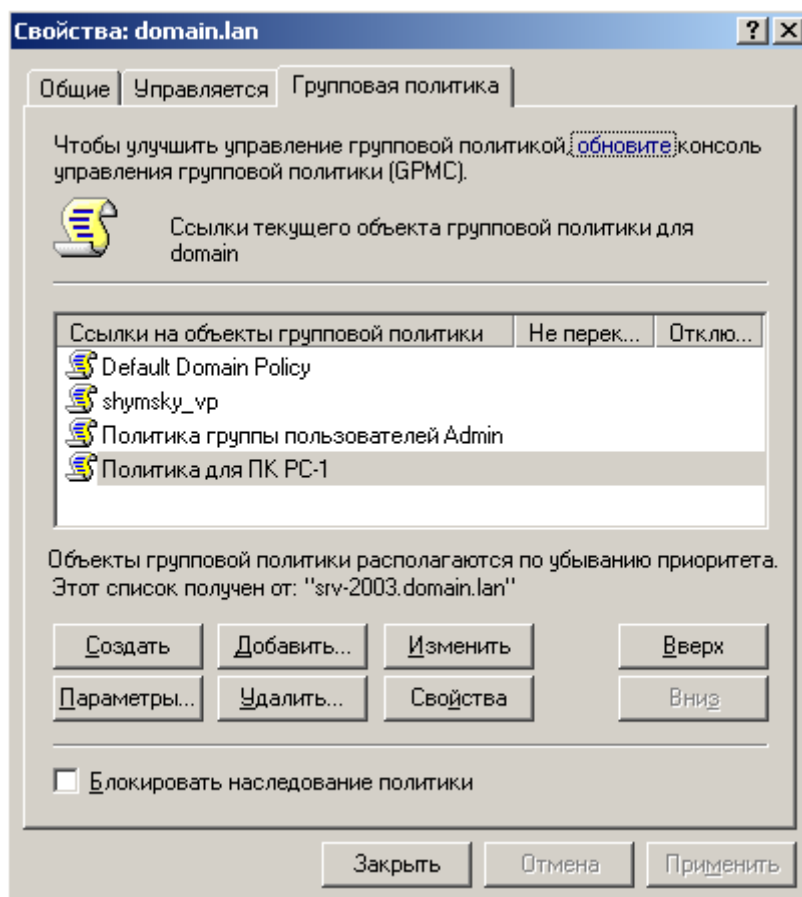 Свойства: domain.lan
Общие Управляется Групповая политика
Чтобы улучшить управление групповой политикой, обновите консоль
управления групповой политики (GPMC).
Ссылки текущего объекта групповой политики для
domain
Ссылки на объекты групповой политики Не перек... Отклю...
Default Domain Policy
shymsky_vp
Политика группы пользователей Admin
Политика для ПК PC-1
Объекты групповой политики располагаются по убыванию приоритета.
Этот список получен от: "srv-2003.domain.lan"
Создать Добавить... Изменить Вверх
Параметры... Удалить... Свойства Вниз
Блокировать наследование политики
Закрыть Отмена Применить